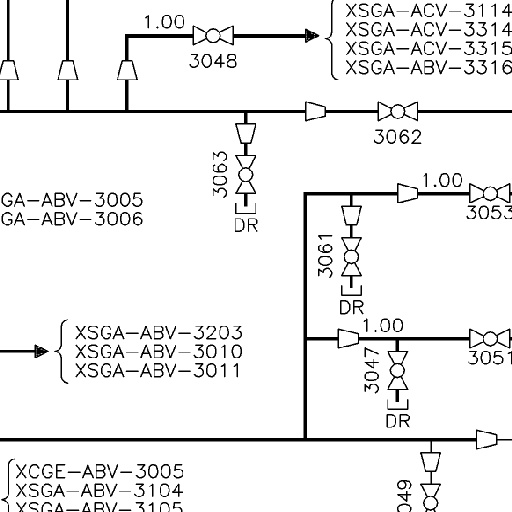 1.00
3048
XSGA-ACV-3114
XSGA-ACV-3314
XSGA-ACV-3315
XSGA-ABV-3316
3062
3063
DR
GA-ABV-3005
GA-ABV-3006
1.00
3053
3061
DR
1.00
3051
3047
DR
XSGA-ABV-3203
XSGA-ABV-3010
XSGA-ABV-3011
XCGE-ABV-3005
XSGA-ABV-3104
XSGA-ABV-3105
049